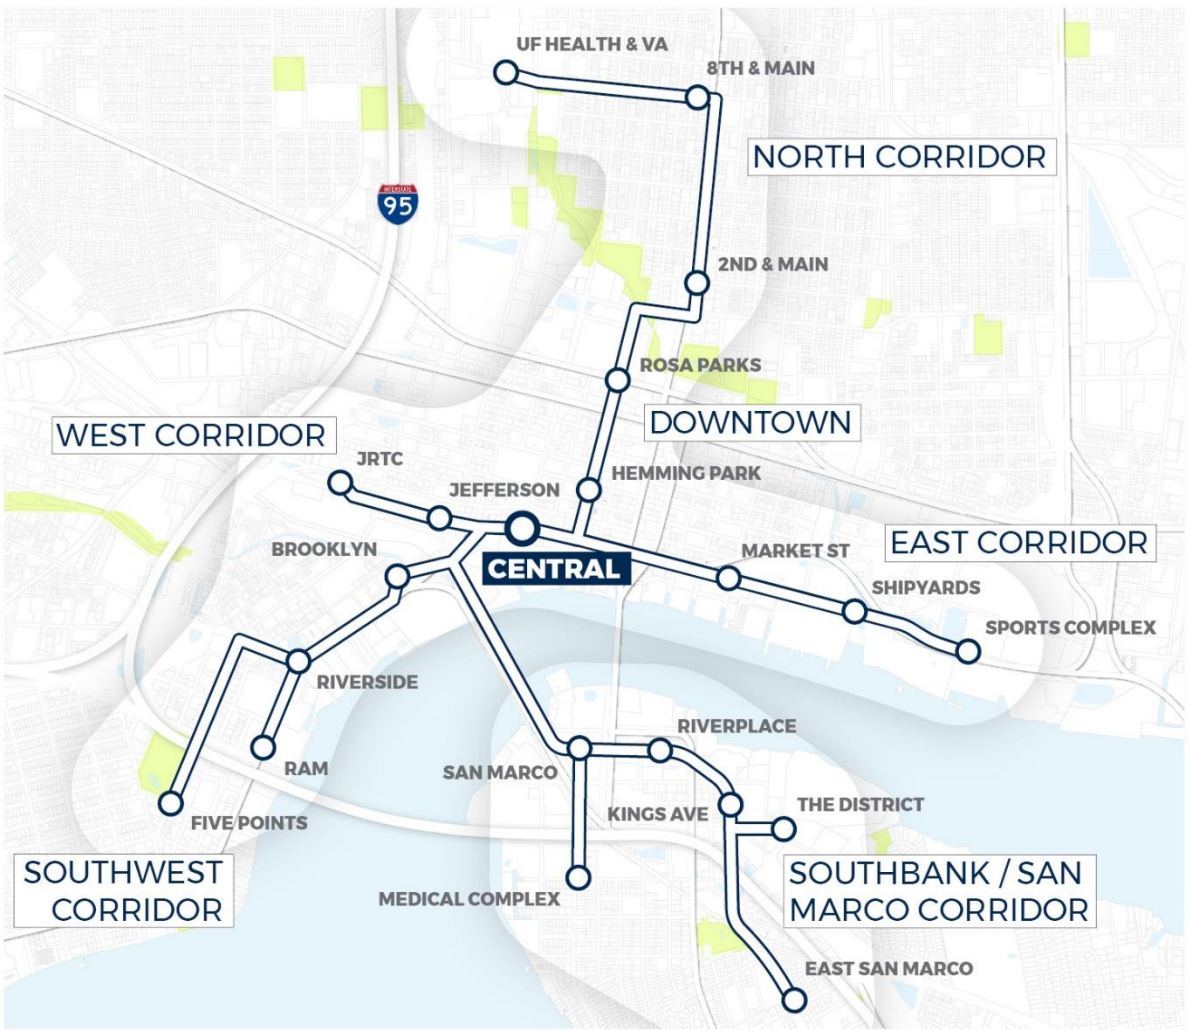 UF HEALTH & VA
8TH & MAIN
NORTH CORRIDOR
INTERSTATE
95
2ND & MAIN
ROSA PARKS
DOWNTOWN
WEST CORRIDOR
JRTC
HEMMING PARK
JEFFERSON
BROOKLYN
CENTRAL
MARKET ST
EAST CORRIDOR
SHIPYARDS
SPORTS COMPLEX
RIVERSIDE
RIVERPLACE
RAM
SAN MARCO
FIVE POINTS
KINGS AVE
THE DISTRICT
SOUTHWEST
CORRIDOR
MEDICAL COMPLEX
SOUTHBANK / SAN
MARCO CORRIDOR
EAST SAN MARCO